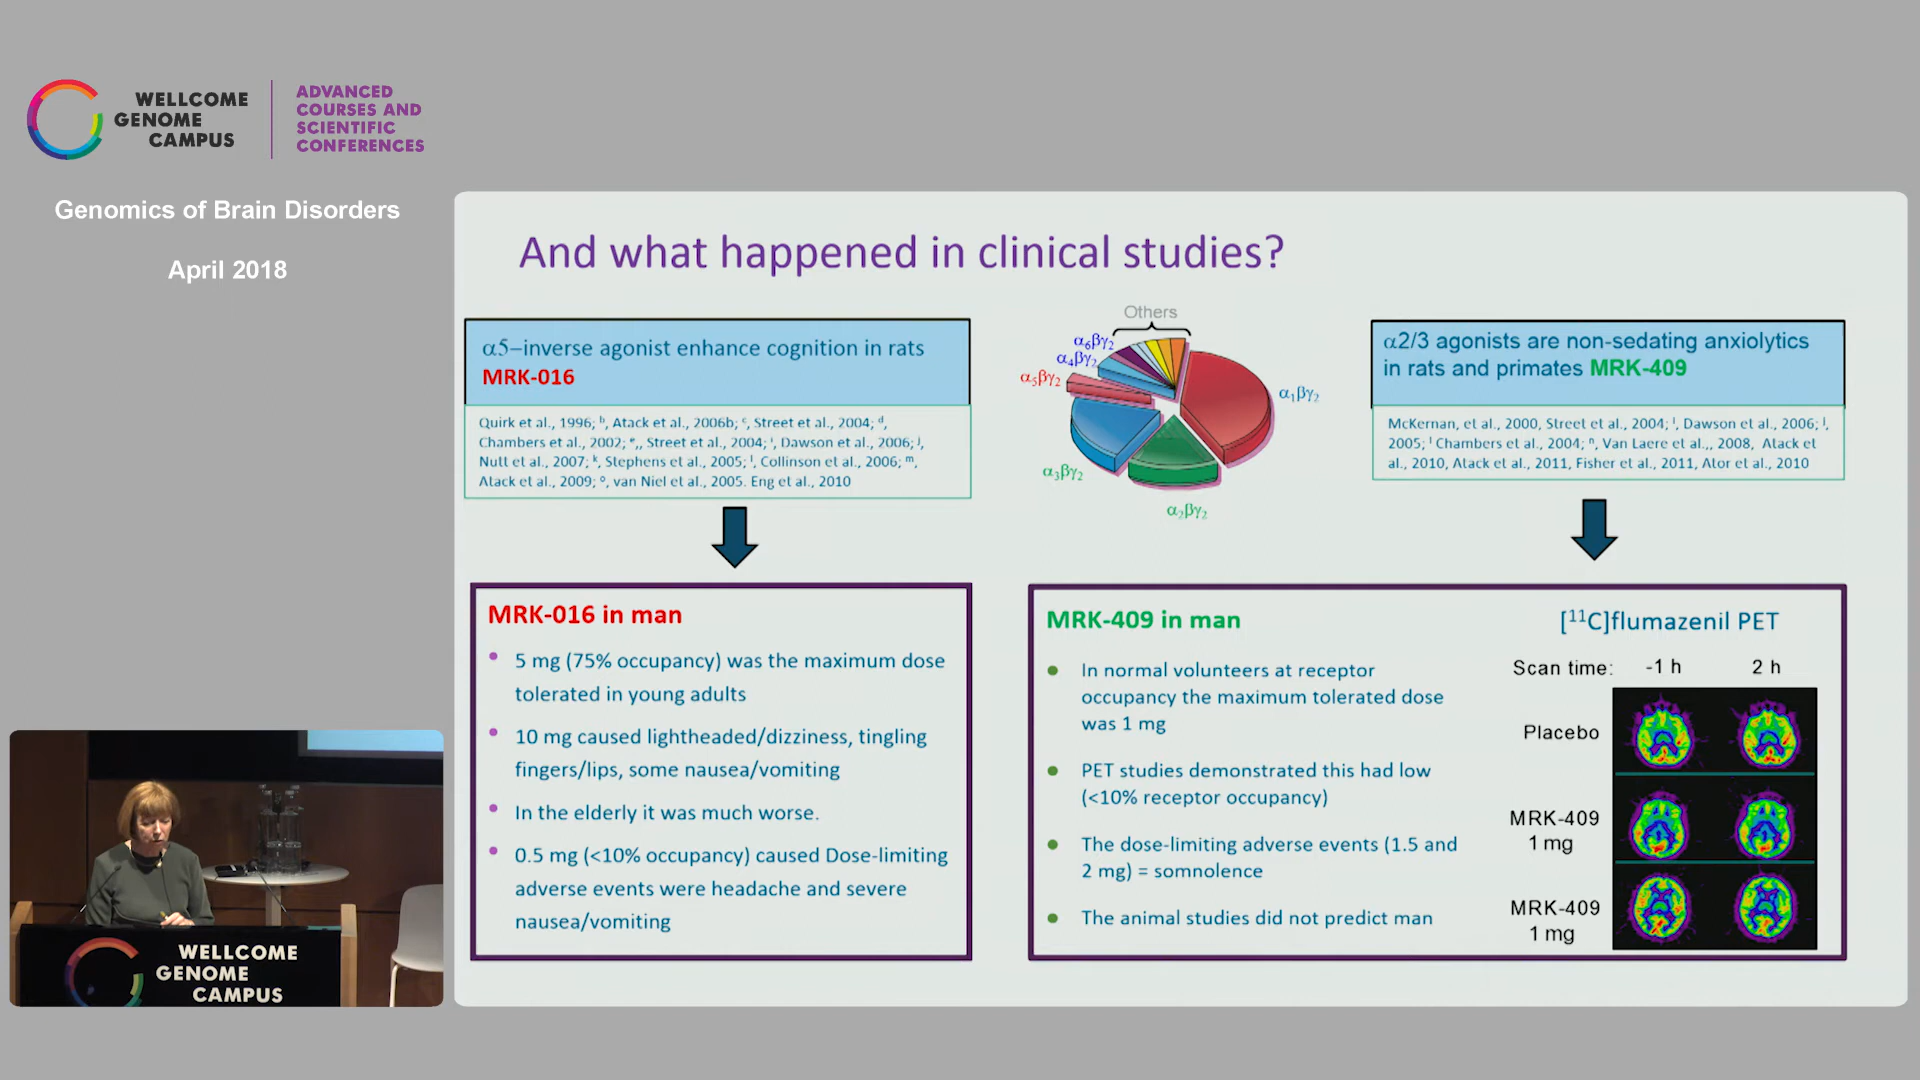 WELLCOME
GENOME
CAMPUS
ADVANCED
COURSES AND
SCIENTIFIC
CONFERENCES
Genomics of Brain Disorders
April 2018
And what happened in clinical studies?
α5–inverse agonist enhance cognition in rats
MRK-016
Quirk et al., 1996; b, Atack et al., 2006b; c, Street et al., 2004; d,
Chambers et al., 2002; e,, Street et al., 2004; i, Dawson et al., 2006; j,
Nutt et al., 2007; k, Stephens et al., 2005; l, Collinson et al., 2006; m,
Atack et al., 2009; o, van Niel et al., 2005. Eng et al., 2010
Others
α6βγ2
α4βγ2
α5βγ2
α1βγ2
α3βγ2
α2βγ2
α2/3 agonists are non-sedating anxiolytics
in rats and primates MRK-409
McKernan, et al., 2000, Street et al., 2004; i, Dawson et al., 2006; j,
2005; l Chambers et al., 2004; n, Van Laere et al.,, 2008, Atack et
al., 2010, Atack et al., 2011, Fisher et al., 2011, Ator et al., 2010
MRK-016 in man
• 5 mg (75% occupancy) was the maximum dose
tolerated in young adults
• 10 mg caused lightheaded/dizziness, tingling
fingers/lips, some nausea/vomiting
• In the elderly it was much worse.
• 0.5 mg (<10% occupancy) caused Dose-limiting
adverse events were headache and severe
nausea/vomiting
MRK-409 in man
• In normal volunteers at receptor
occupancy the maximum tolerated dose
was 1 mg
• PET studies demonstrated this had low
(<10% receptor occupancy)
• The dose-limiting adverse events (1.5 and
2 mg) = somnolence
• The animal studies did not predict man
[11C]flumazenil PET
Scan time: -1 h 2 h
Placebo
MRK-409
1 mg
MRK-409
1 mg
WELLCOME
GENOME
CAMPUS